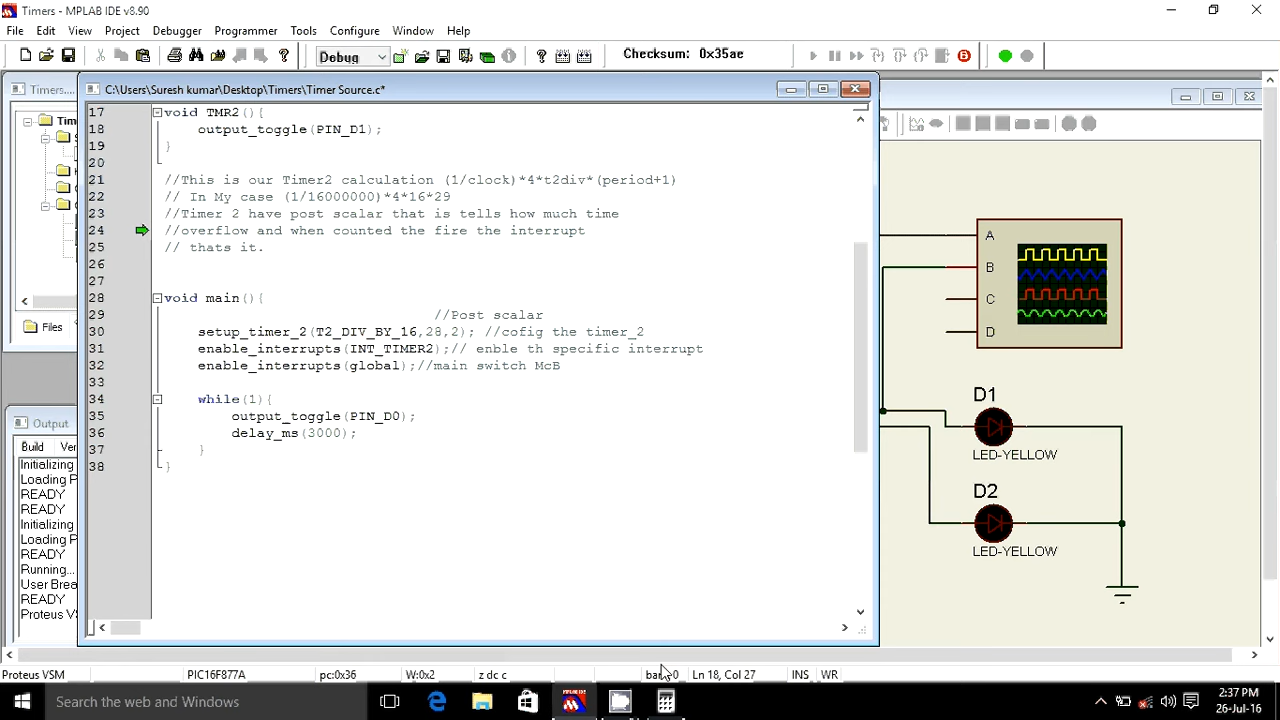 Timers - MPLAB IDE v8.90
File Edit View Project Debugger Programmer Tools Configure Window Help
Debug
Checksum: 0x35ae
Timers...
C:\Users\Suresh kumar\Desktop\Timers\Timer Source.c*
17 void TMR2(){
18 output_toggle(PIN_D1);
19 }
20
21 //This is our Timer2 calculation (1/clock)*4*t2div*(period+1)
22 // In My case (1/16000000)*4*16*29
23 //Timer 2 have post scalar that is tells how much time
24 //overflow and when counted the fire the interrupt
25 // thats it.
26
27
28 void main(){
29 //Post scalar
30 setup_timer_2(T2_DIV_BY_16,28,2); //cofig the timer_2
31 enable_interrupts(INT_TIMER2);// enble th specific interrupt
32 enable_interrupts(global);//main switch McB
33
34 while(1){
35 output_toggle(PIN_D0);
36 delay_ms(3000);
37 }
38 }
Files
Output
Build
Initializing
Loading P
READY
READY
Initializing
Loading P
READY
Running...
User Brea
READY
Proteus V
A
B
C
D
D1
LED-YELLOW
D2
LED-YELLOW
Proteus VSM PIC16F877A pc:0x36 W:0x2 z dc c Ln 18, Col 27 INS WR
Search the web and Windows
2:37 PM
26-Jul-16